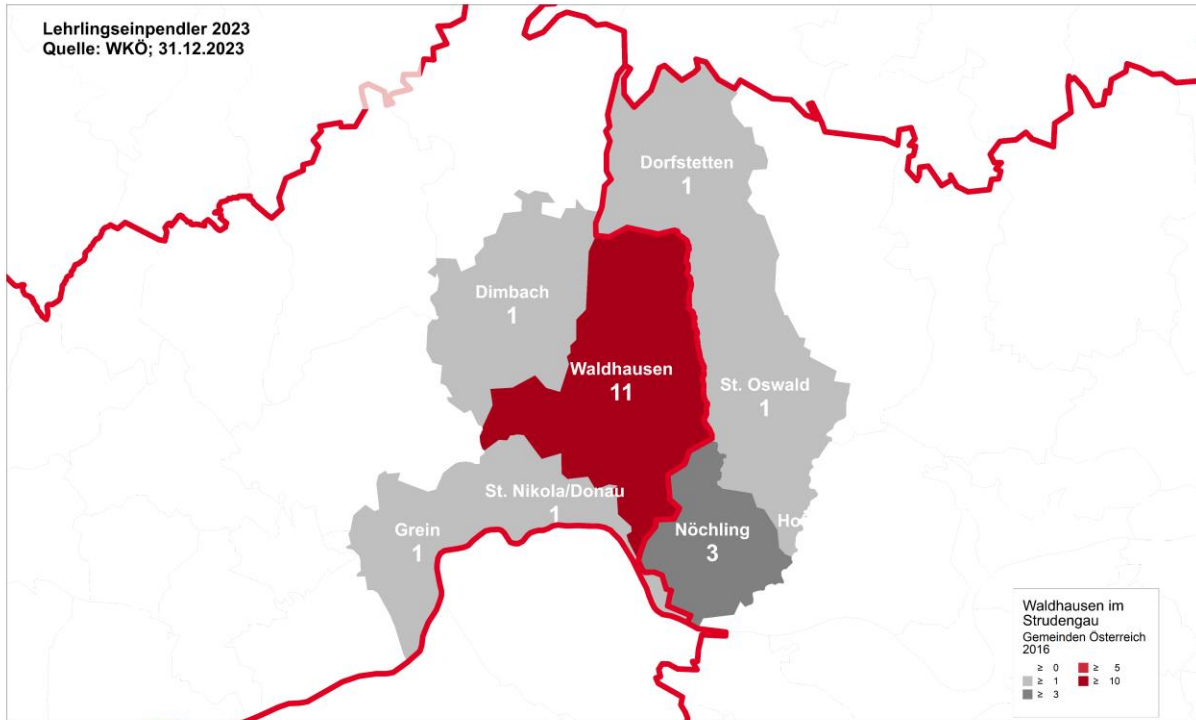 Lehrlingseinpendler 2023
Quelle: WKÖ; 31.12.2023
Dorfstetten
1
Dimbach
1
Waldhausen
11
St. Oswald
1
St. Nikola/Donau
1
Grein
1
Nöchling
3
Waldhausen im
Strudengau
Gemeinden Österreich
2016
≥ 0 ≥ 5
≥ 1 ≥ 10
≥ 3